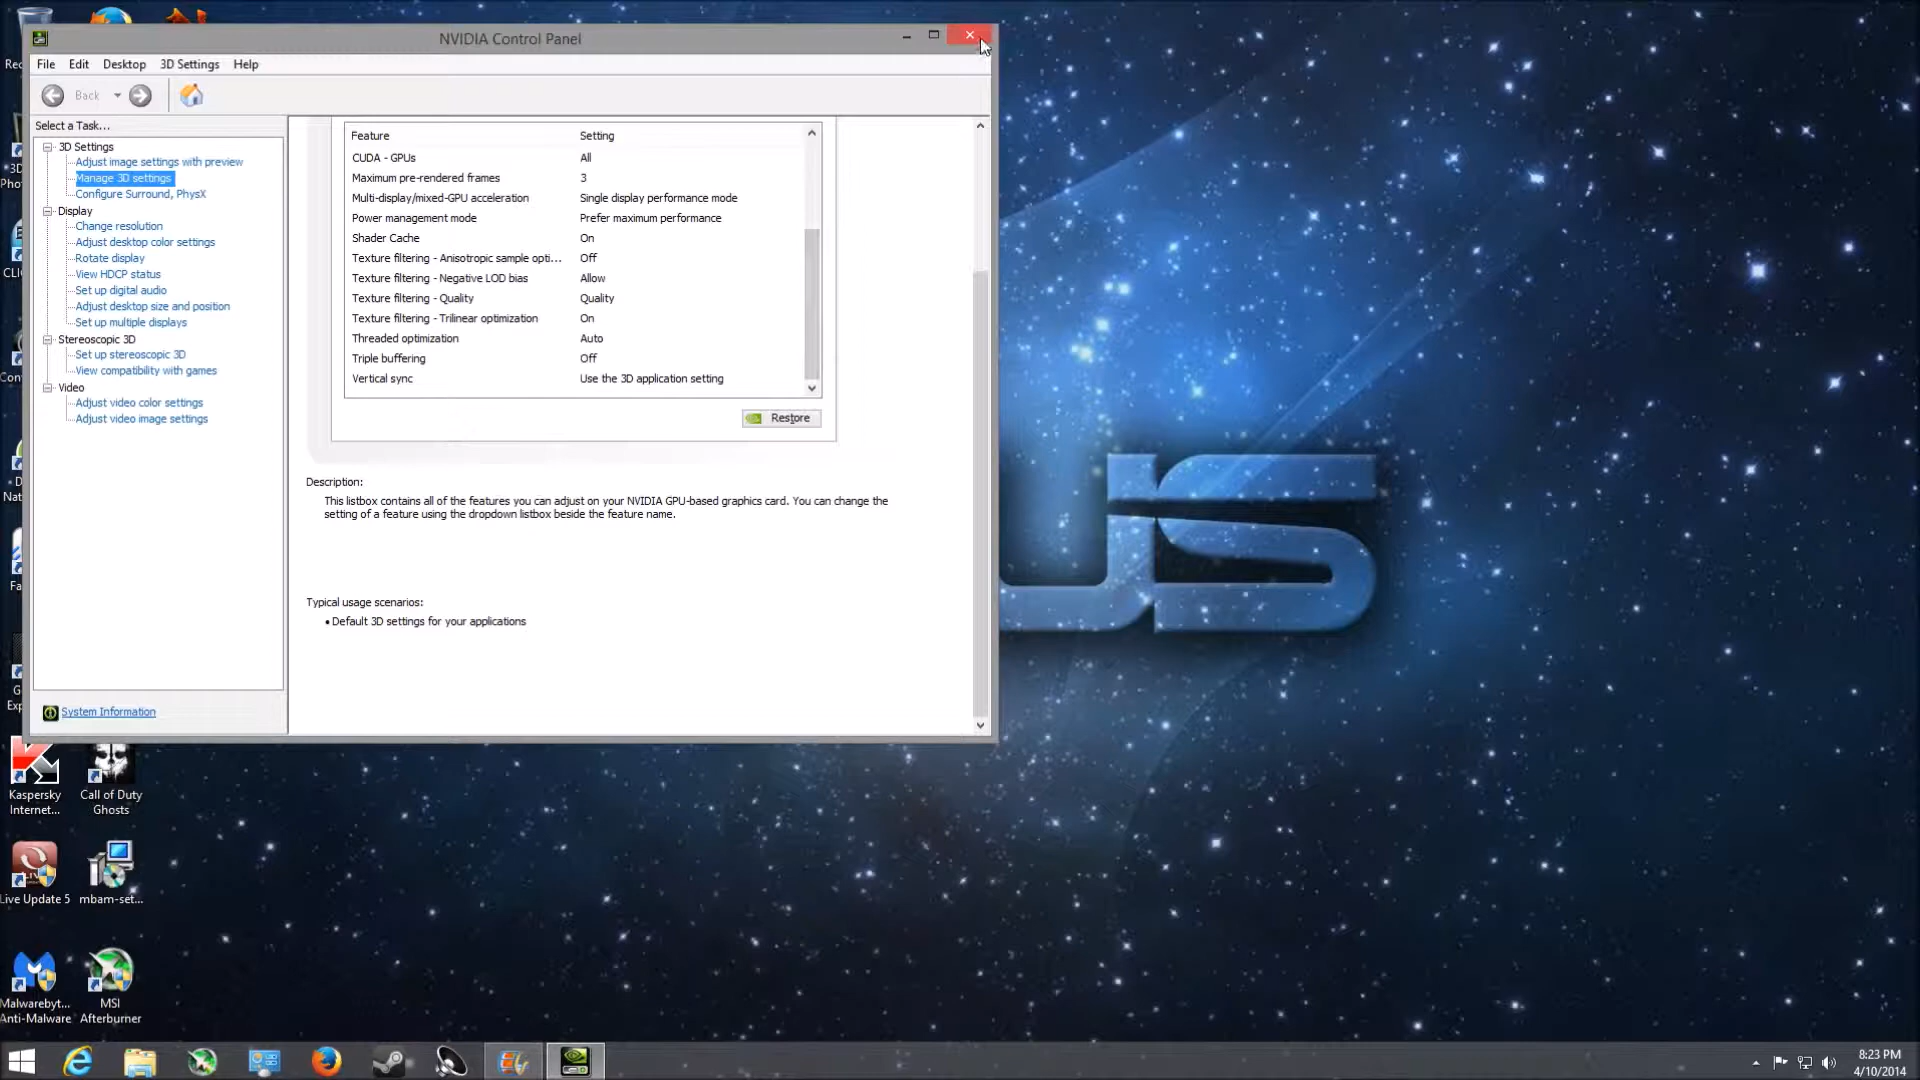 NVIDIA Control Panel
File Edit Desktop 3D Settings Help
Back
Select a Task...
3D Settings
Adjust image settings with preview
Manage 3D settings
Configure Surround, PhysX
Display
Change resolution
Adjust desktop color settings
Rotate display
View HDCP status
Set up digital audio
Adjust desktop size and position
Set up multiple displays
Stereoscopic 3D
Set up stereoscopic 3D
View compatibility with games
Video
Adjust video color settings
Adjust video image settings
System Information
Feature Setting
CUDA - GPUs All
Maximum pre-rendered frames 3
Multi-display/mixed-GPU acceleration Single display performance mode
Power management mode Prefer maximum performance
Shader Cache On
Texture filtering - Anisotropic sample opti... Off
Texture filtering - Negative LOD bias Allow
Texture filtering - Quality Quality
Texture filtering - Trilinear optimization On
Threaded optimization Auto
Triple buffering Off
Vertical sync Use the 3D application setting
Restore
Description:
This listbox contains all of the features you can adjust on your NVIDIA GPU-based graphics card. You can change the
setting of a feature using the dropdown listbox beside the feature name.
Typical usage scenarios:
• Default 3D settings for your applications
Kaspersky
Internet...
Call of Duty
Ghosts
Live Update 5
mbam-set...
Malwarebyt...
Anti-Malware
MSI
Afterburner
US
8:23 PM
4/10/2014